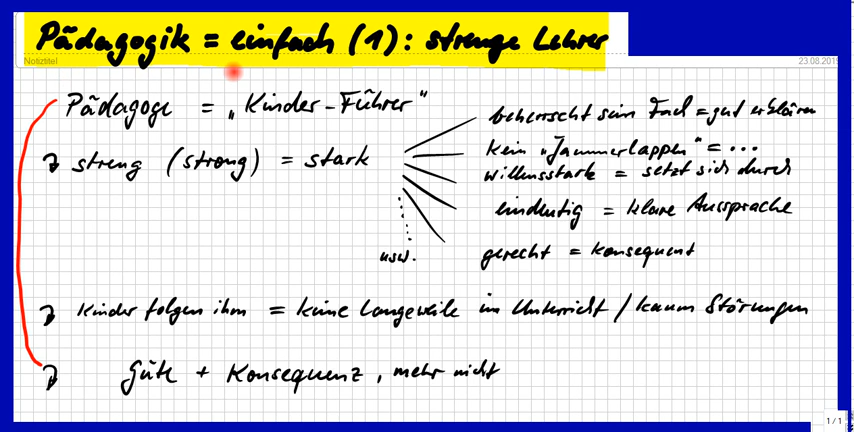 Pädagogik = einfach (1): strenge Lehrer
Notiztitel
23.08.2019
Pädagoge = „Kinder-Führer"
beherrscht sein Fach = gut erklären
streng (strong) = stark
kein „Jammerlappen" = ...
willensstark = setzt sich durch
eindeutig = klare Aussprache
gerecht = konsequent
usw.
Kinder folgen ihm = keine Langeweile im Unterricht / kaum Störungen
Güte + Konsequenz, mehr nicht
1 / 1